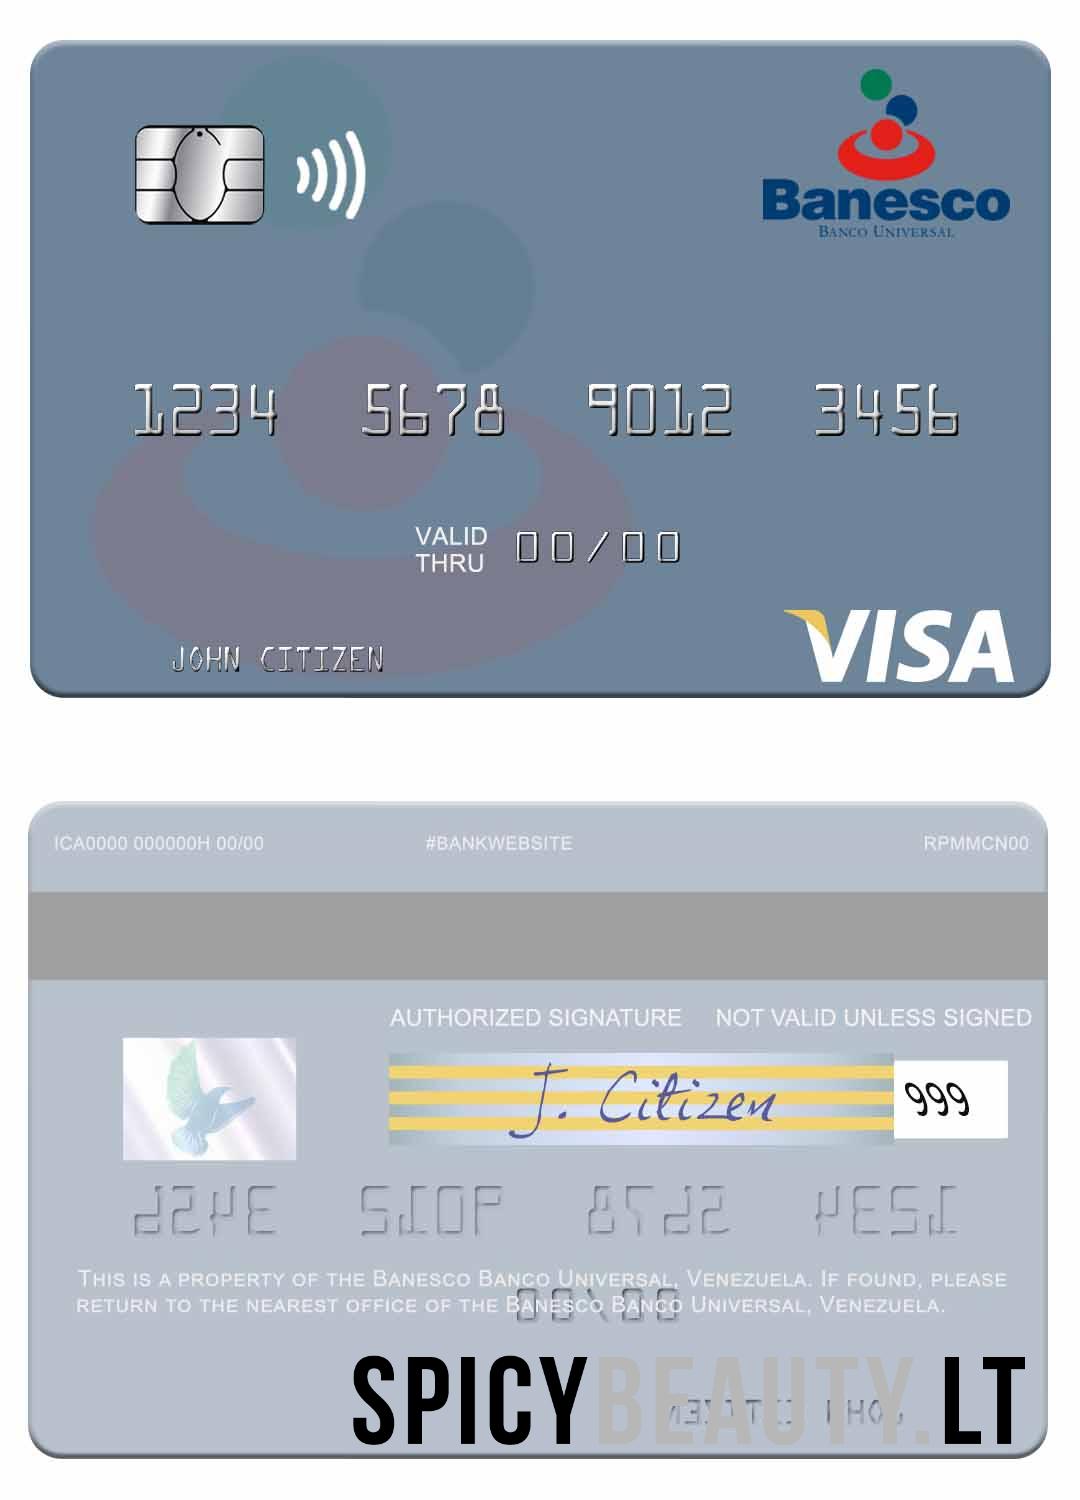 Banesco
BANCO UNIVERSAL
1234 5678 9012 3456
VALID
THRU
00/00
JOHN CITIZEN
VISA
ICA0000 000000H 00/00 #BANKWEBSITE RPMMCN00
AUTHORIZED SIGNATURE NOT VALID UNLESS SIGNED
J. Citizen 999
THIS IS A PROPERTY OF THE BANESCO BANCO UNIVERSAL, VENEZUELA. IF FOUND, PLEASE
RETURN TO THE NEAREST OFFICE OF THE BANESCO BANCO UNIVERSAL, VENEZUELA.
SPICYBEAUTY.LT